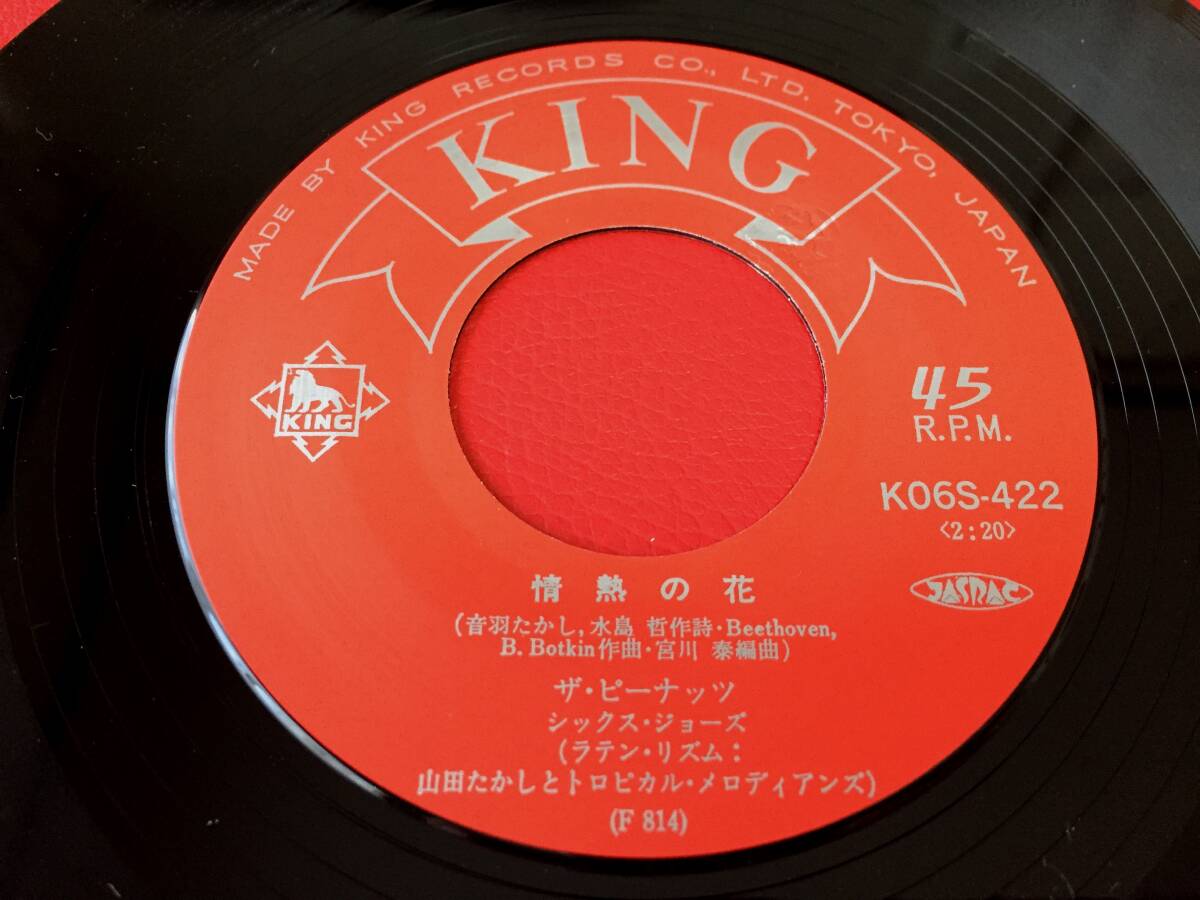 MADE BY KING RECORDS CO., LTD. TOKYO, JAPAN
KING
KING
45
R.P.M.
K06S-422
〈2:20〉
JASRAC
情熱の花
(音羽たかし,水島 哲作詩・Beethoven,
B. Botkin作曲・宮川 泰編曲)
ザ・ピーナッツ
シックス・ジョーズ
(ラテン・リズム:
山田たかしとトロピカル・メロディアンズ)
(F 814)